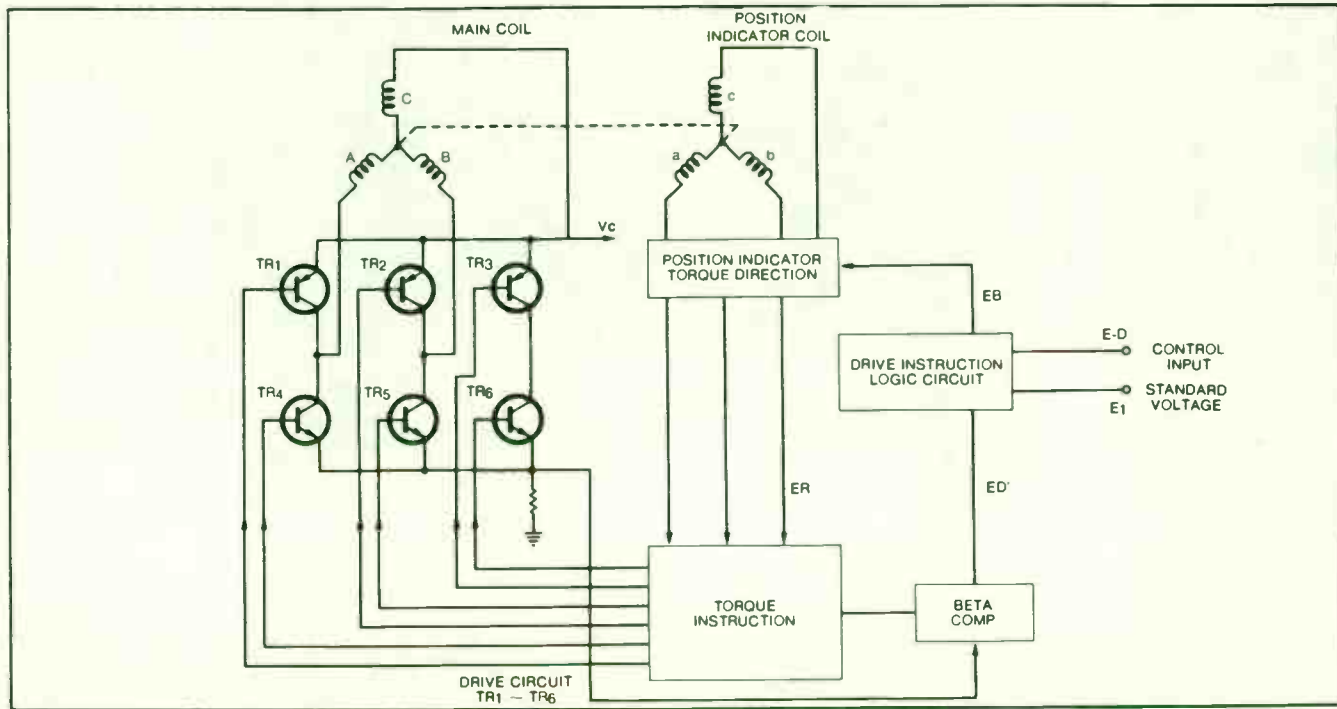 MAIN COIL
POSITION
INDICATOR COIL
C
c
A
B
a
b
Vc
TR1
TR2
TR3
POSITION INDICATOR
TORQUE DIRECTION
EB
E-D
CONTROL
INPUT
DRIVE INSTRUCTION
LOGIC CIRCUIT
STANDARD
VOLTAGE
E1
TR4
TR5
TR6
ER
ED'
TORQUE
INSTRUCTION
BETA
COMP
DRIVE CIRCUIT
TR1 — TR6